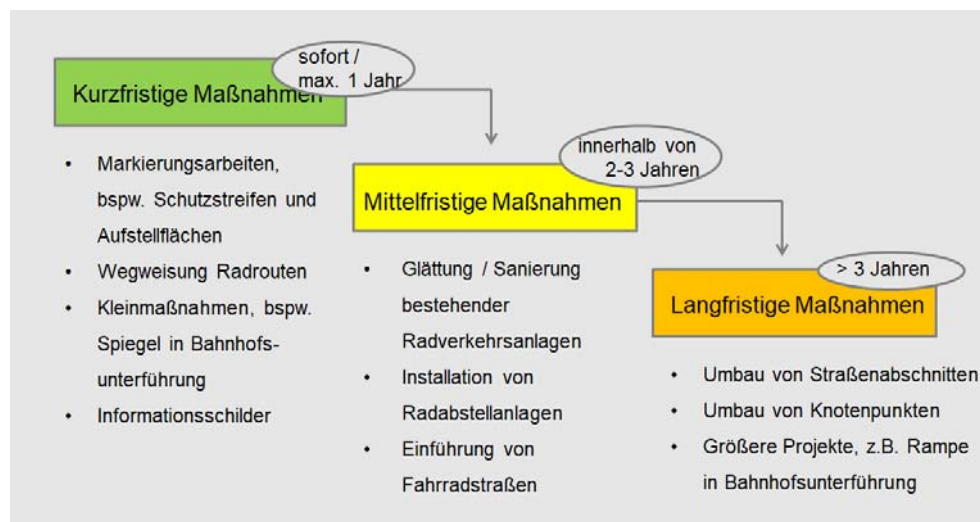 sofort /
max. 1 Jahr
Kurzfristige Maßnahmen
• Markierungsarbeiten,
bspw. Schutzstreifen und
Aufstellflächen
• Wegweisung Radrouten
• Kleinmaßnahmen, bspw.
Spiegel in Bahnhofs-
unterführung
• Informationsschilder
innerhalb von
2-3 Jahren
Mittelfristige Maßnahmen
• Glättung / Sanierung
bestehender
Radverkehrsanlagen
• Installation von
Radabstellanlagen
• Einführung von
Fahrradstraßen
> 3 Jahren
Langfristige Maßnahmen
• Umbau von Straßenabschnitten
• Umbau von Knotenpunkten
• Größere Projekte, z.B. Rampe
in Bahnhofsunterführung